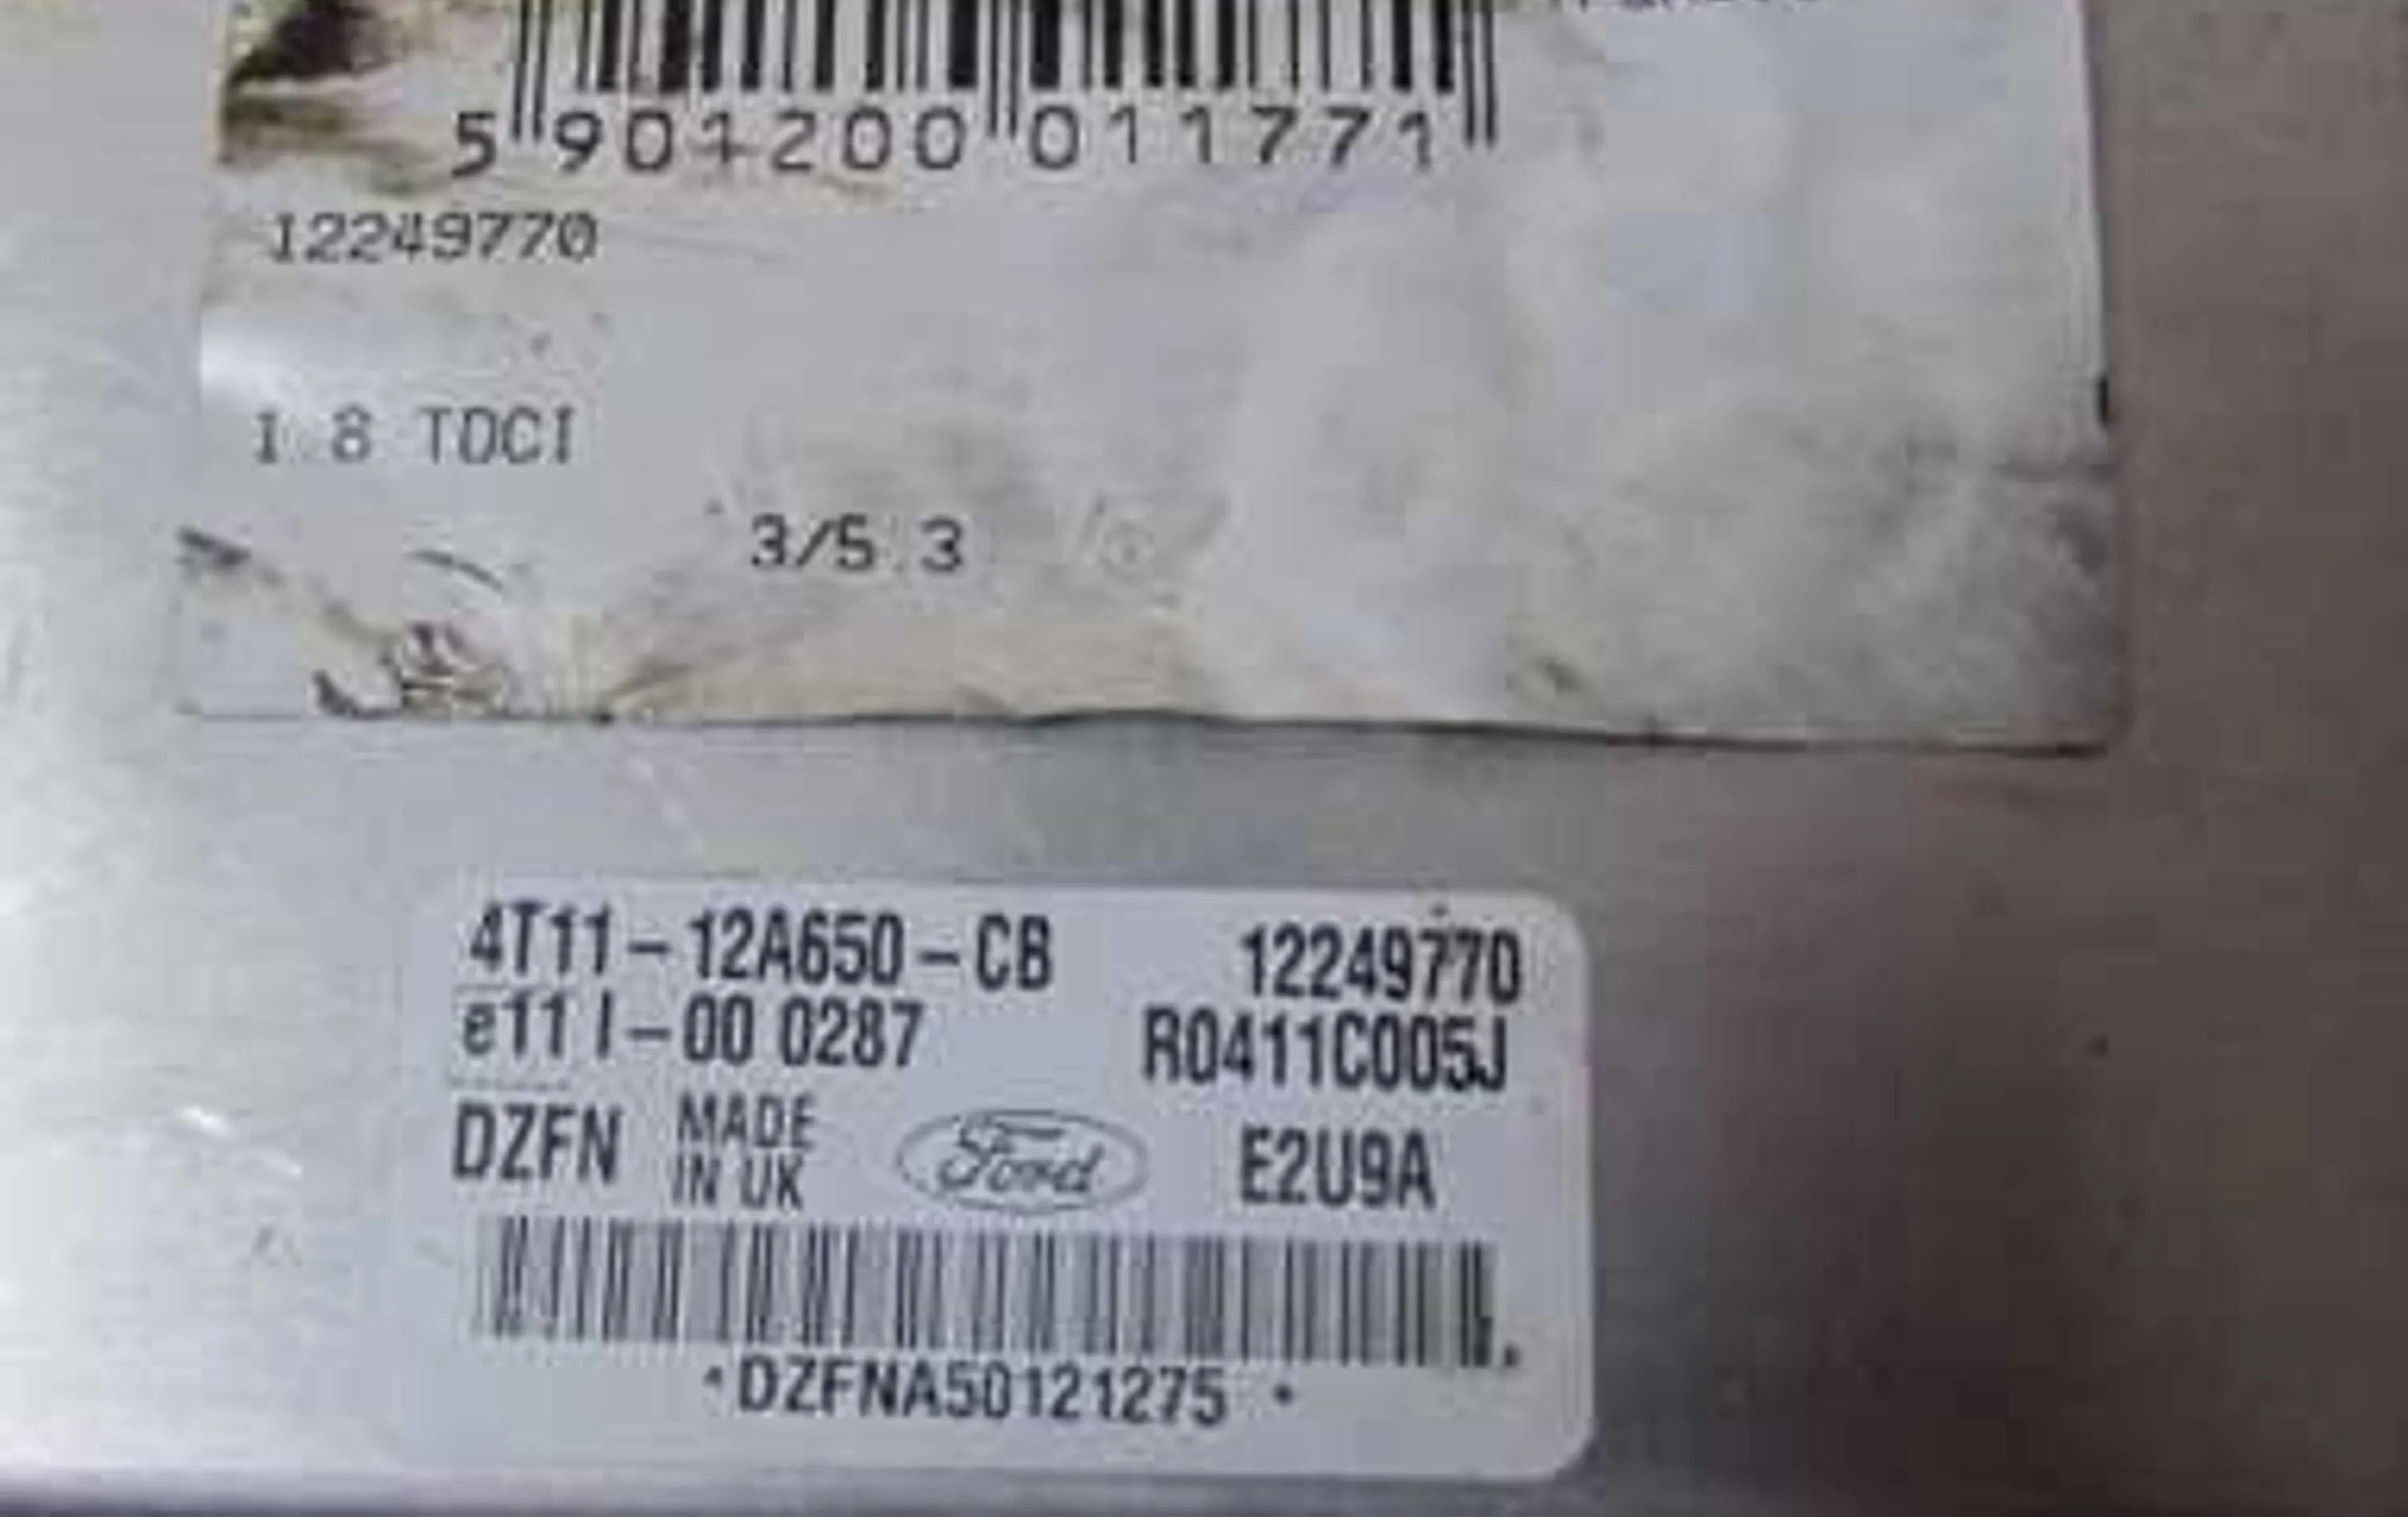 5 901200 011771
12249770
1.8 TDCI
3/5.3
4T11-12A650-CB 12249770
e11 I-00 0287 R0411C005J
DZFN MADE IN UK Ford E2U9A
*DZFNA50121275 *